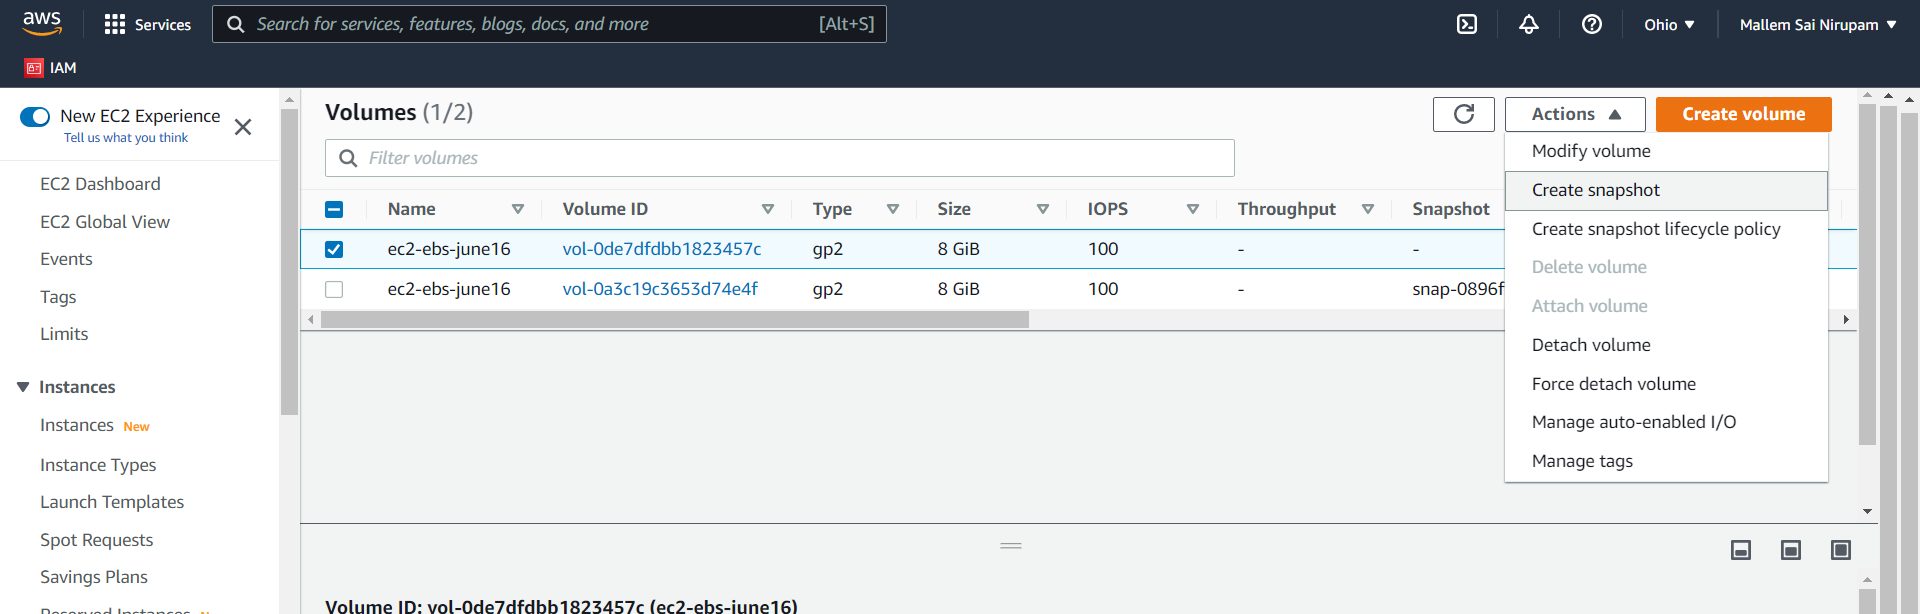 aws
Services
Search for services, features, blogs, docs, and more
[Alt+S]
Ohio
Mallem Sai Nirupam
IAM
New EC2 Experience
Tell us what you think
EC2 Dashboard
EC2 Global View
Events
Tags
Limits
Instances
Instances New
Instance Types
Launch Templates
Spot Requests
Savings Plans
Reserved Instances
Volumes (1/2)
Actions
Create volume
Filter volumes
Name Volume ID Type Size IOPS Throughput Snapshot
ec2-ebs-june16 vol-0de7dfdbb1823457c gp2 8 GiB 100 - -
ec2-ebs-june16 vol-0a3c19c3653d74e4f gp2 8 GiB 100 - snap-0896f
Modify volume
Create snapshot
Create snapshot lifecycle policy
Delete volume
Attach volume
Detach volume
Force detach volume
Manage auto-enabled I/O
Manage tags
Volume ID: vol-0de7dfdbb1823457c (ec2-ebs-june16)